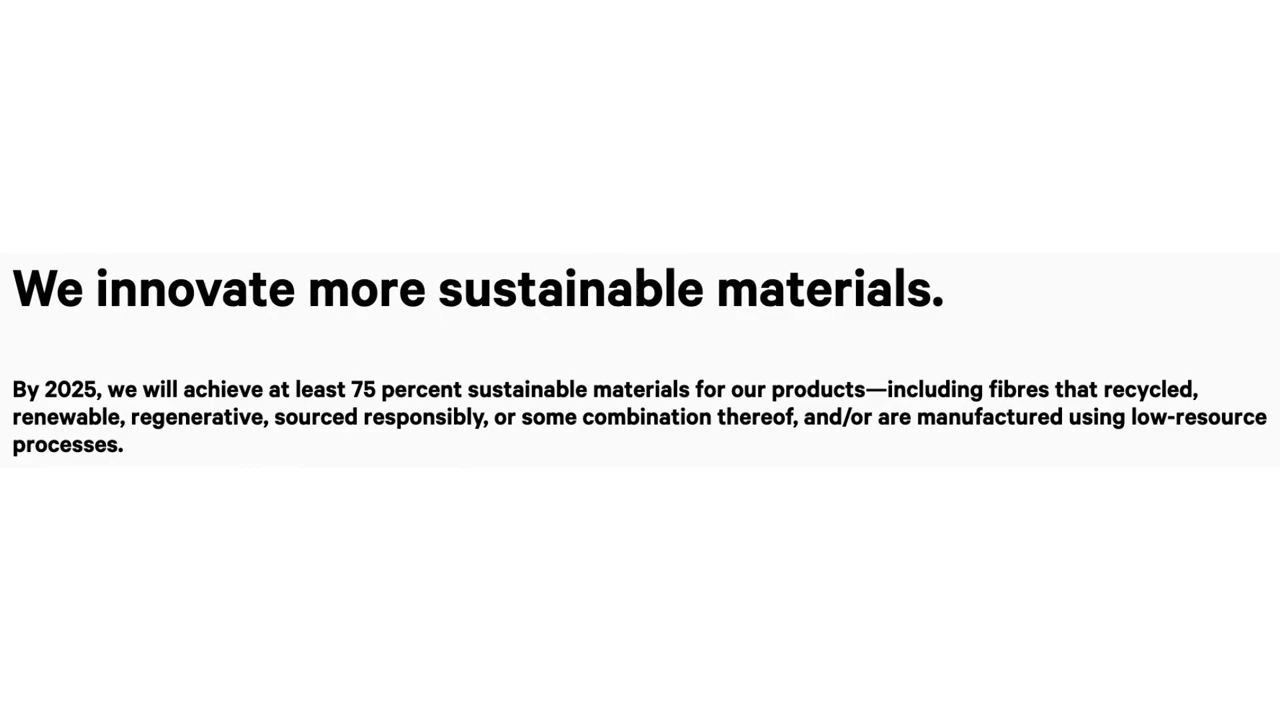 We innovate more sustainable materials.
By 2025, we will achieve at least 75 percent sustainable materials for our products—including fibres that recycled,
renewable, regenerative, sourced responsibly, or some combination thereof, and/or are manufactured using low-resource
processes.